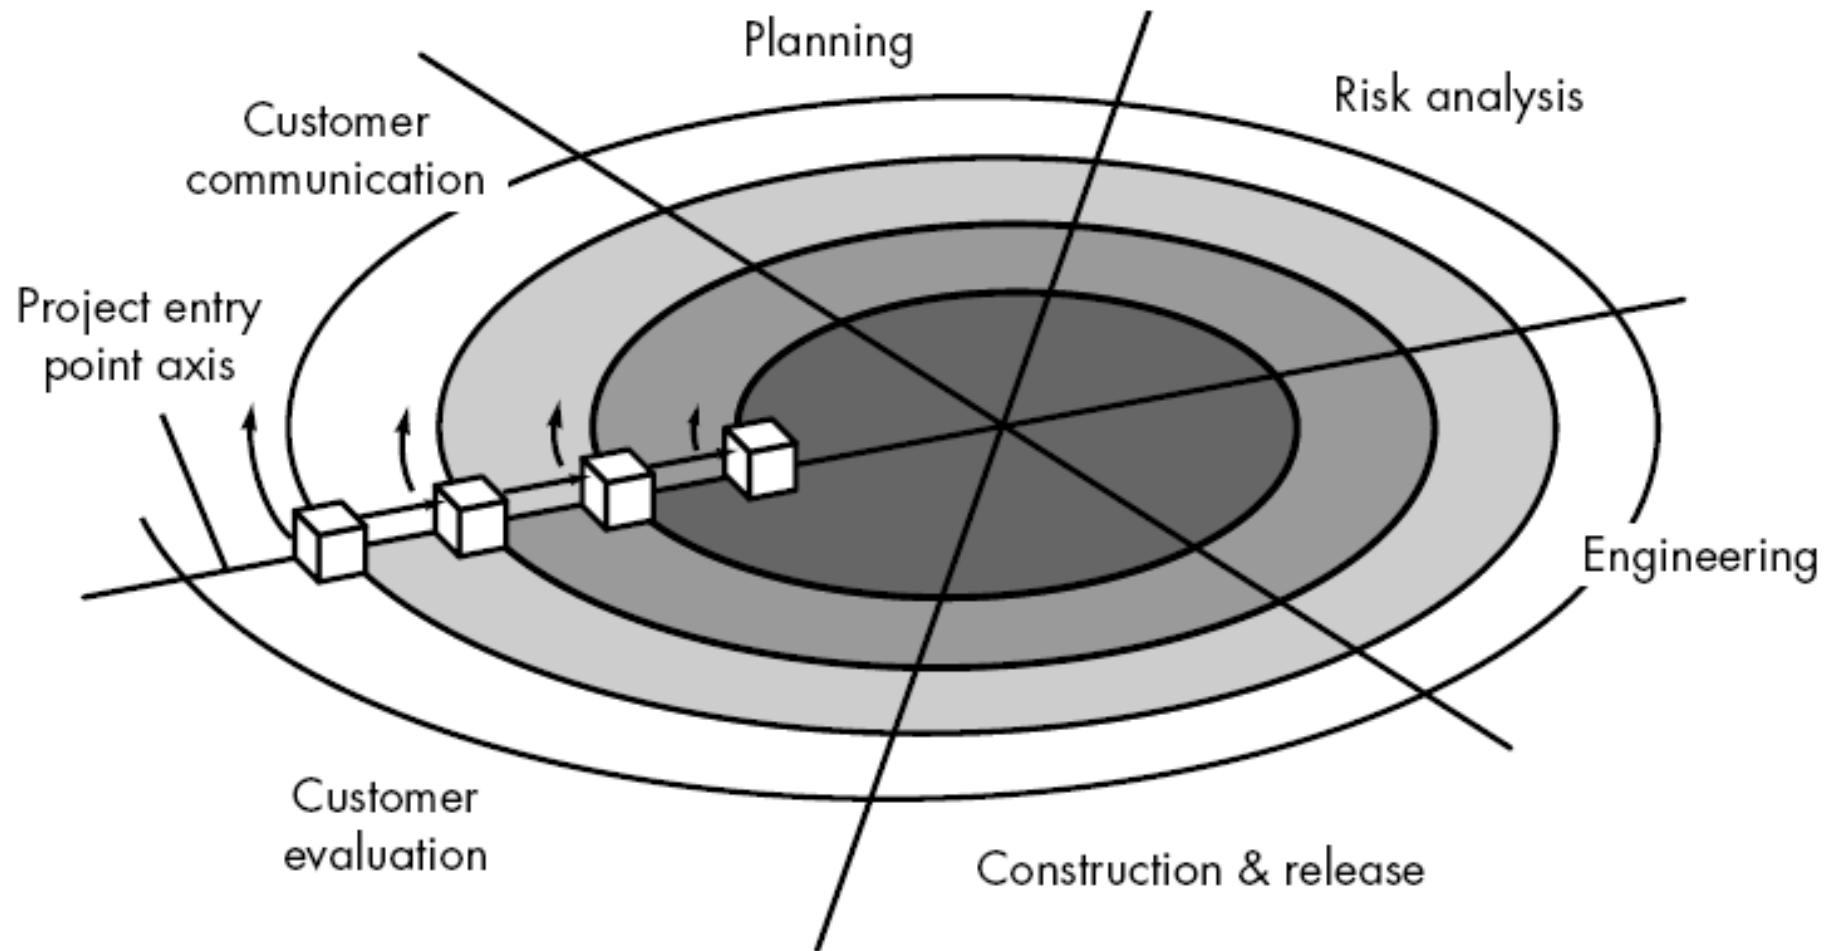 Planning
Risk analysis
Customer
communication
Project entry
point axis
Engineering
Customer
evaluation
Construction & release